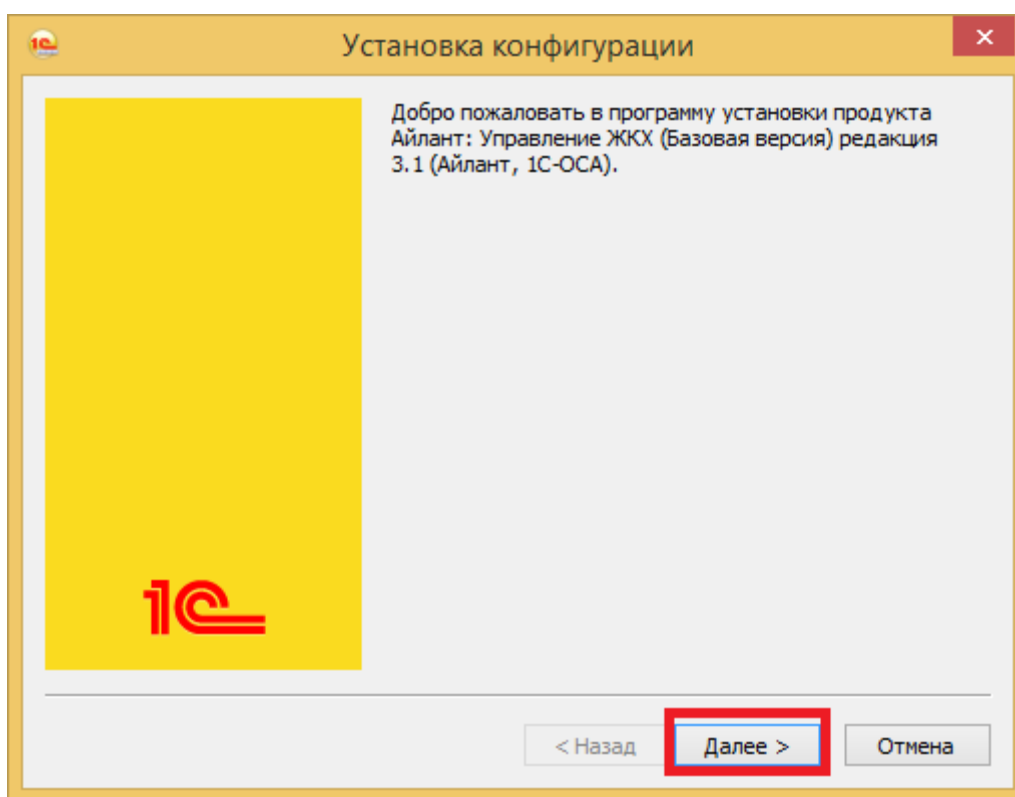 1С
Установка конфигурации
Добро пожаловать в программу установки продукта
Айлант: Управление ЖКХ (Базовая версия) редакция
3.1 (Айлант, 1С-ОСА).
1С
< Назад
Далее >
Отмена